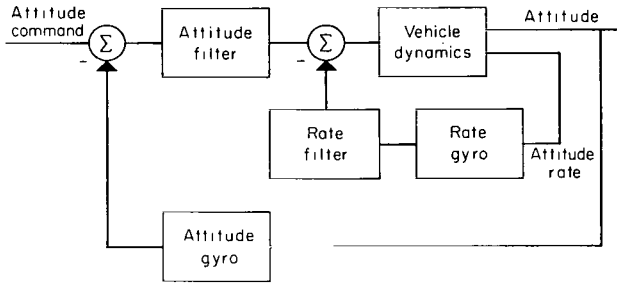 Attitude
command
Σ
Attitude
filter
Σ
Vehicle
dynamics
Attitude
Rate
filter
Rate
gyro
Attitude
rate
Attitude
gyro